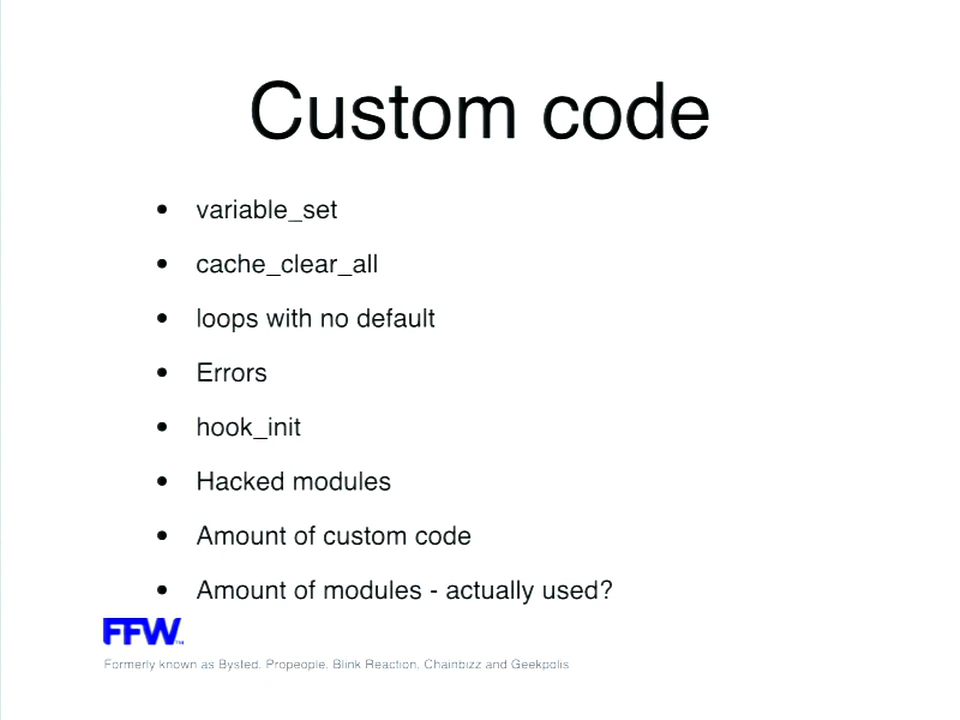 Custom code
• variable_set
• cache_clear_all
• loops with no default
• Errors
• hook_init
• Hacked modules
• Amount of custom code
• Amount of modules - actually used?
FFW™
Formerly known as Bysted, Propeople, Blink Reaction, Chainbizz and Geekpolis